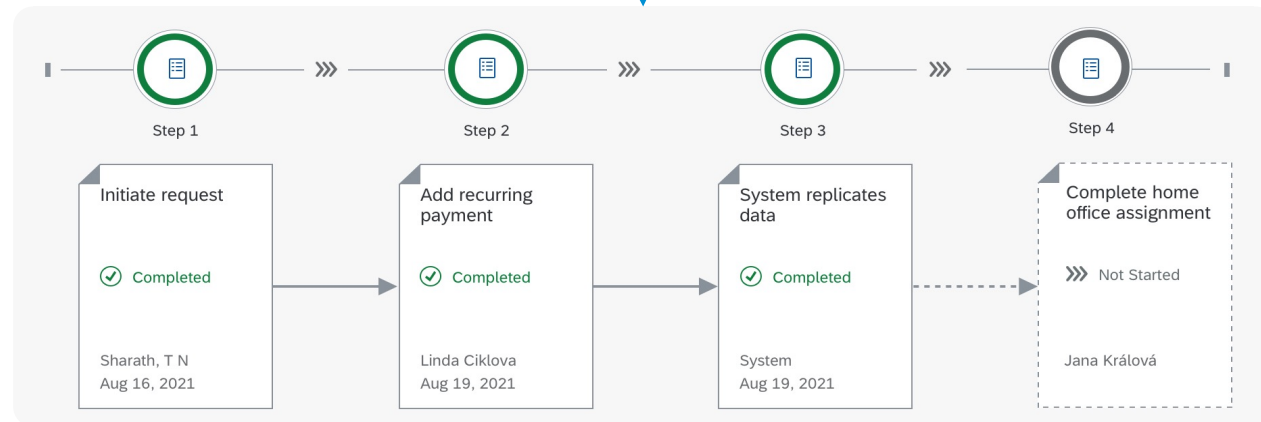 Step 1
Step 2
Step 3
Step 4
Initiate request
Completed
Sharath, T N
Aug 16, 2021
Add recurring
payment
Completed
Linda Ciklova
Aug 19, 2021
System replicates
data
Completed
System
Aug 19, 2021
Complete home
office assignment
Not Started
Jana Králová